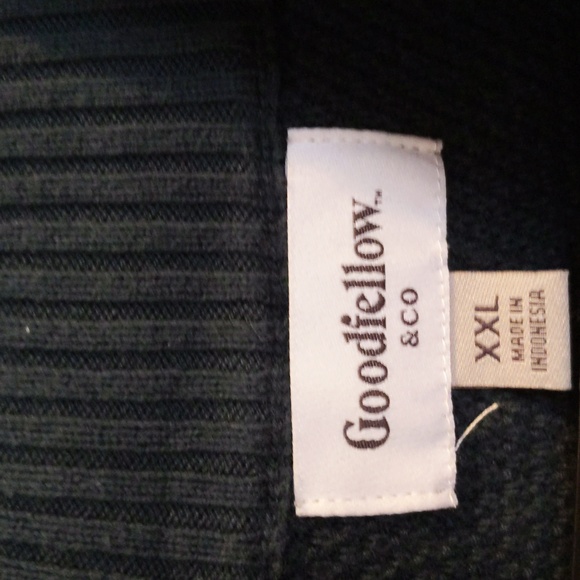 Goodfellow™
& CO
XXL
MADE IN
INDONESIA